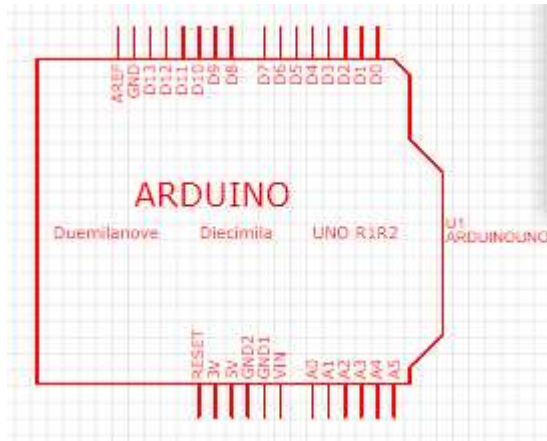 AREF GND D13 D12 D11 D10 D9 D8 D7 D6 D5 D4 D3 D2 D1 D0
ARDUINO
Duemilanove Diecimila UNO R1R2
U1
ARDUINOUNO
RESET 3V 5V GND2 GND1 VIN A0 A1 A2 A3 A4 A5